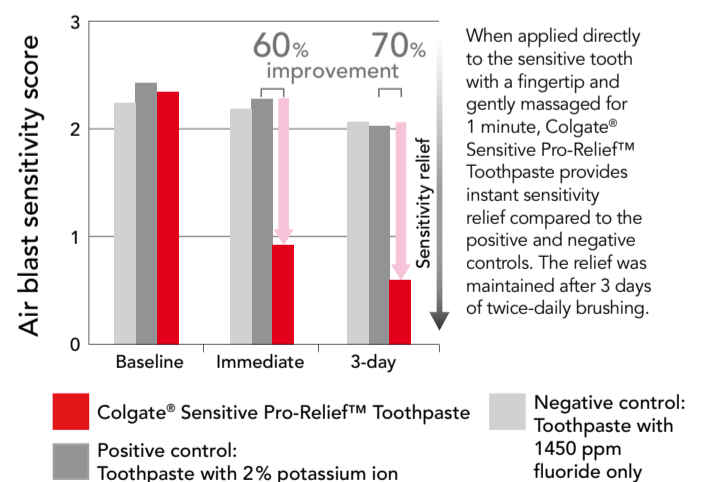 3
2
1
0
Air blast sensitivity score
60%
70%
improvement
Sensitivity relief
Baseline
Immediate
3-day
When applied directly
to the sensitive tooth
with a fingertip and
gently massaged for
1 minute, Colgate®
Sensitive Pro-Relief™
Toothpaste provides
instant sensitivity
relief compared to the
positive and negative
controls. The relief was
maintained after 3 days
of twice-daily brushing.
Colgate® Sensitive Pro-Relief™ Toothpaste
Positive control:
Toothpaste with 2% potassium ion
Negative control:
Toothpaste with
1450 ppm
fluoride only